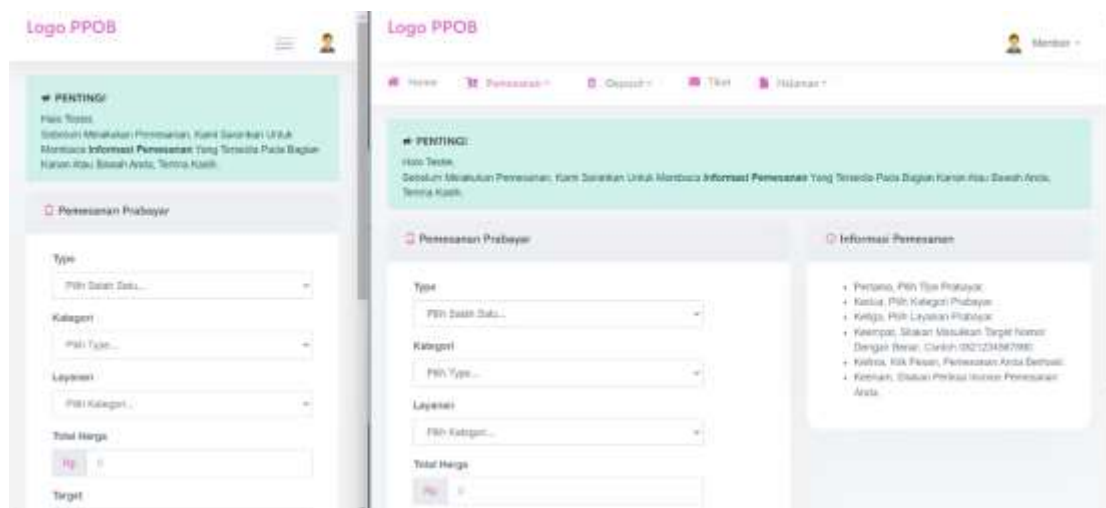 Logo PPOB
PENTING!
Halo Tester,
Sebelum Melakukan Pemesanan, Kami Sarankan Untuk
Membaca Informasi Pemesanan Yang Tersedia Pada Bagian
Kanan Atau Bawah Anda, Terima Kasih.
Pemesanan Prabayar
Type
Pilih Salah Satu...
Kategori
Pilih Type...
Layanan
Pilih Kategori...
Total Harga
Rp. 0
Target
Logo PPOB
Member
Home Pemesanan Deposit Tiket Halaman
PENTING!
Halo Tester,
Sebelum Melakukan Pemesanan, Kami Sarankan Untuk Membaca Informasi Pemesanan Yang Tersedia Pada Bagian Kanan Atau Bawah Anda,
Terima Kasih.
Pemesanan Prabayar
Type
Pilih Salah Satu...
Kategori
Pilih Type...
Layanan
Pilih Kategori...
Total Harga
Rp. 0
Informasi Pemesanan
Pertama, Pilih Tipe Prabayar.
Kedua, Pilih Kategori Prabayar.
Ketiga, Pilih Layanan Prabayar.
Keempat, Silakan Masukkan Target Nomor
Dengan Benar, Contoh
Kelima, Klik Pesan, Pemesanan Anda Berhasil.
Keenam, Silakan Periksa Invoice Pemesanan
Anda.